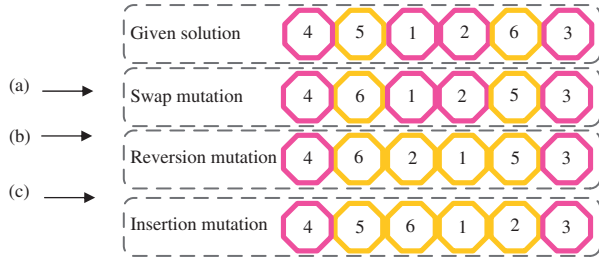 Given solution 4 5 1 2 6 3
(a) Swap mutation 4 6 1 2 5 3
(b) Reversion mutation 4 6 2 1 5 3
(c) Insertion mutation 4 5 6 1 2 3